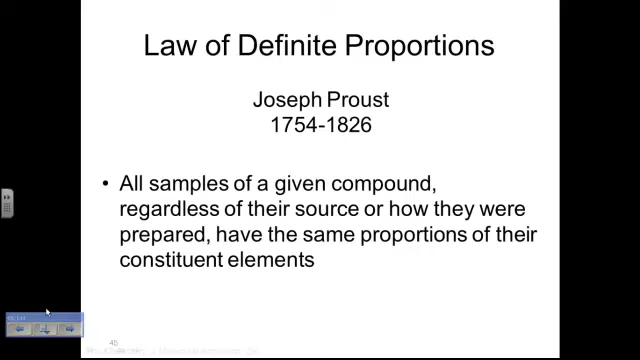 Law of Definite Proportions
Joseph Proust
1754-1826
• All samples of a given compound,
regardless of their source or how they were
prepared, have the same proportions of their
constituent elements
45